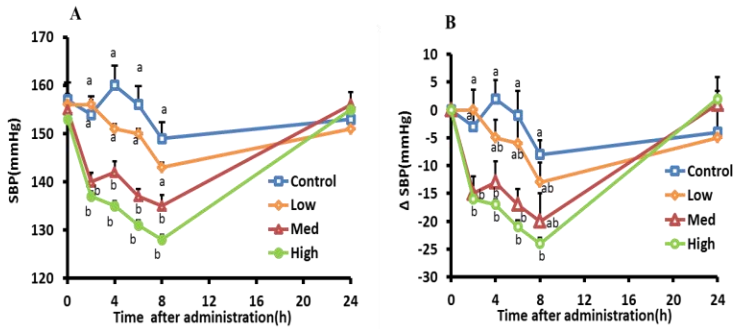 A
SBP(mmHg)
170
160
150
140
130
120
a
a
a
a
a
a
a
a
b
b
b
b
b
b
b
b
Control
Low
Med
High
0
4
8
12
16
20
24
Time after administration(h)
B
Δ SBP(mmHg)
10
5
0
-5
-10
-15
-20
-25
-30
a
a
a
a
a
ab
ab
ab
b
b
b
ab
b
b
b
b
Control
Low
Med
High
0
4
8
12
16
20
24
Time after administration(h)